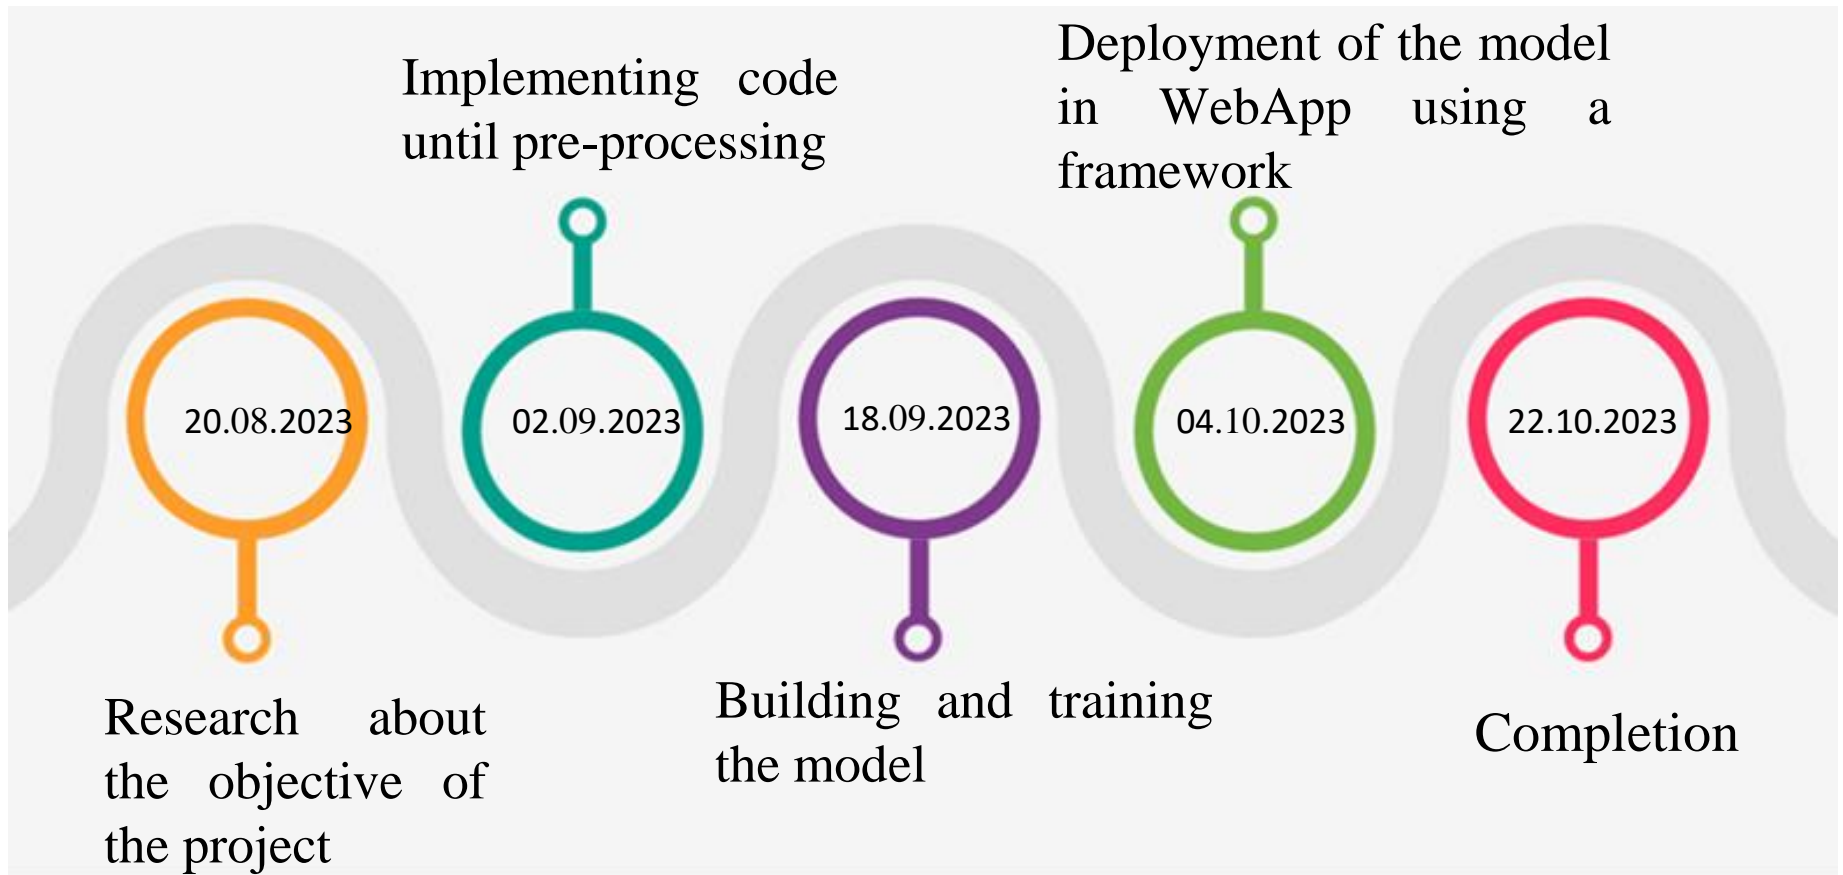 Implementing code
until pre-processing
Deployment of the model
in WebApp using a
framework
20.08.2023
02.09.2023
18.09.2023
04.10.2023
22.10.2023
Research about
the objective of
the project
Building and training
the model
Completion